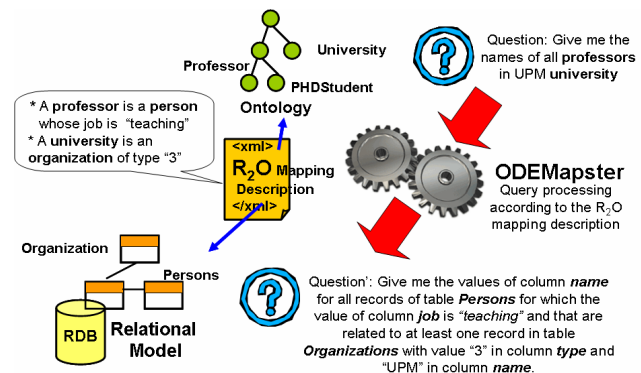 University
Professor
PHDStudent
Ontology
* A professor is a person
whose job is “teaching”
* A university is an
organization of type “3”
<xml>
R2O Mapping
Description
</xml>
Organization
Persons
RDB
Relational
Model
Question: Give me the
names of all professors
in UPM university
ODEMapster
Query processing
according to the R2O
mapping description
Question’: Give me the values of column name
for all records of table Persons for which the
value of column job is “teaching” and that are
related to at least one record in table
Organizations with value “3” in column type and
“UPM” in column name.